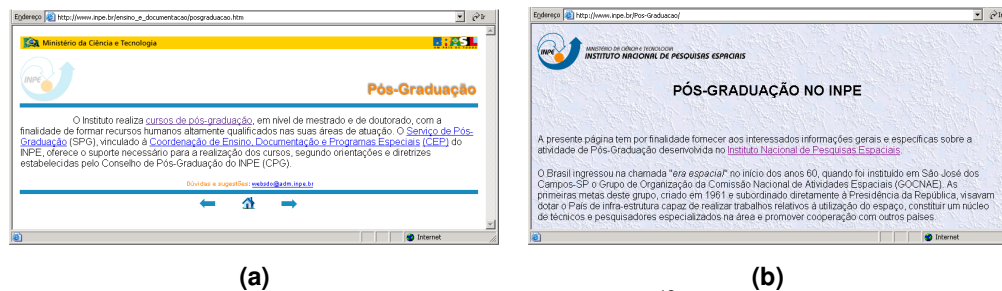 Endereço http://www.inpe.br/ensino_e_documentacao/posgraduacao.htm Ir
Ministério da Ciência e Tecnologia BRASIL
INPE
Pós-Graduação
O Instituto realiza cursos de pós-graduação, em nível de mestrado e de doutorado, com a
finalidade de formar recursos humanos altamente qualificados nas suas áreas de atuação. O Serviço de Pós-
Graduação (SPG), vinculado à Coordenação de Ensino, Documentação e Programas Especiais (CEP) do
INPE, oferece o suporte necessário para a realização dos cursos, segundo orientações e diretrizes
estabelecidas pelo Conselho de Pós-Graduação do INPE (CPG).
Dúvidas e sugestões: websdo@adm.inpe.br
Internet
(a)
Endereço http://www.inpe.br/Pos-Graduacao/ Ir
INPE
MINISTÉRIO DA CIÊNCIA E TECNOLOGIA
INSTITUTO NACIONAL DE PESQUISAS ESPACIAIS
PÓS-GRADUAÇÃO NO INPE
A presente página tem por finalidade fornecer aos interessados informações gerais e específicas sobre a
atividade de Pós-Graduação desenvolvida no Instituto Nacional de Pesquisas Espaciais.
O Brasil ingressou na chamada "era espacial" no início dos anos 60, quando foi instituído em São José dos
Campos-SP o Grupo de Organização da Comissão Nacional de Atividades Espaciais (GOCNAE). As
primeiras metas deste grupo, criado em 1961 e subordinado diretamente à Presidência da República, visavam
dotar o País de infra-estrutura capaz de realizar trabalhos relativos à utilização do espaço, constituir um núcleo
de técnicos e pesquisadores especializados na área e promover cooperação com outros países.
Internet
(b)